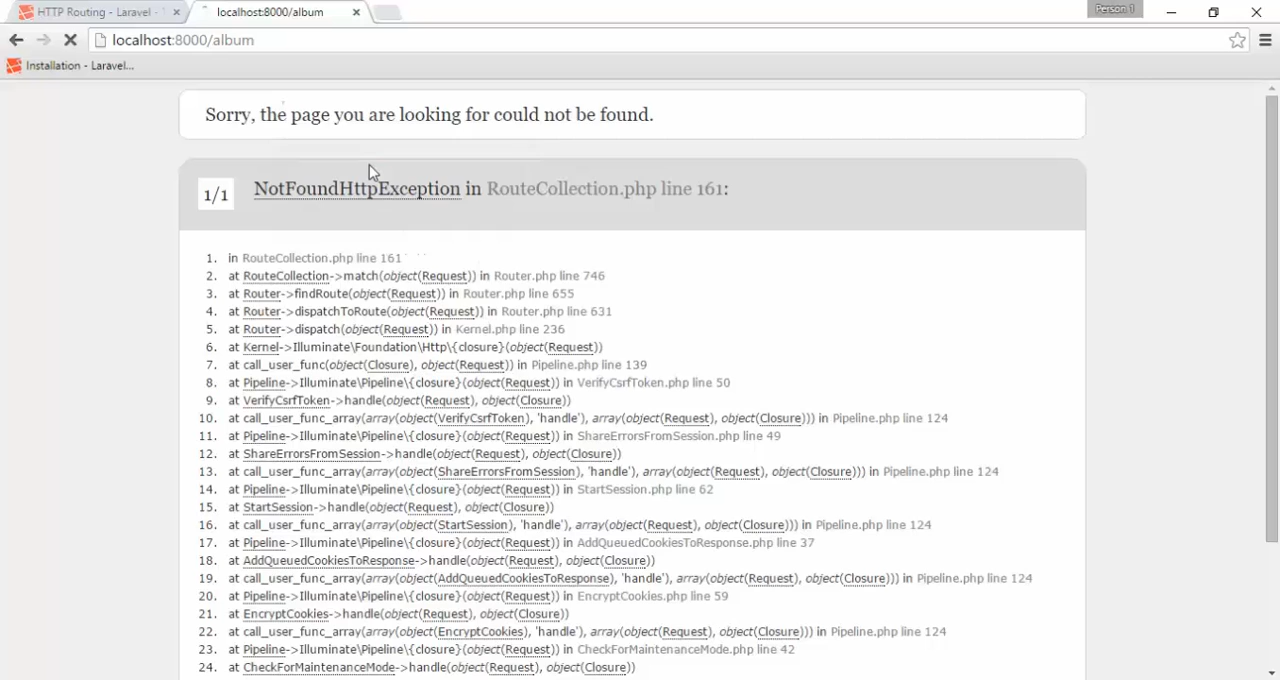 HTTP Routing - Laravel -
localhost:8000/album
Person 1
localhost:8000/album
Installation - Laravel...
Sorry, the page you are looking for could not be found.
1/1 NotFoundHttpException in RouteCollection.php line 161:
1. in RouteCollection.php line 161
2. at RouteCollection->match(object(Request)) in Router.php line 746
3. at Router->findRoute(object(Request)) in Router.php line 655
4. at Router->dispatchToRoute(object(Request)) in Router.php line 631
5. at Router->dispatch(object(Request)) in Kernel.php line 236
6. at Kernel->Illuminate\Foundation\Http\{closure}(object(Request))
7. at call_user_func(object(Closure), object(Request)) in Pipeline.php line 139
8. at Pipeline->Illuminate\Pipeline\{closure}(object(Request)) in VerifyCsrfToken.php line 50
9. at VerifyCsrfToken->handle(object(Request), object(Closure))
10. at call_user_func_array(array(object(VerifyCsrfToken), 'handle'), array(object(Request), object(Closure))) in Pipeline.php line 124
11. at Pipeline->Illuminate\Pipeline\{closure}(object(Request)) in ShareErrorsFromSession.php line 49
12. at ShareErrorsFromSession->handle(object(Request), object(Closure))
13. at call_user_func_array(array(object(ShareErrorsFromSession), 'handle'), array(object(Request), object(Closure))) in Pipeline.php line 124
14. at Pipeline->Illuminate\Pipeline\{closure}(object(Request)) in StartSession.php line 62
15. at StartSession->handle(object(Request), object(Closure))
16. at call_user_func_array(array(object(StartSession), 'handle'), array(object(Request), object(Closure))) in Pipeline.php line 124
17. at Pipeline->Illuminate\Pipeline\{closure}(object(Request)) in AddQueuedCookiesToResponse.php line 37
18. at AddQueuedCookiesToResponse->handle(object(Request), object(Closure))
19. at call_user_func_array(array(object(AddQueuedCookiesToResponse), 'handle'), array(object(Request), object(Closure))) in Pipeline.php line 124
20. at Pipeline->Illuminate\Pipeline\{closure}(object(Request)) in EncryptCookies.php line 59
21. at EncryptCookies->handle(object(Request), object(Closure))
22. at call_user_func_array(array(object(EncryptCookies), 'handle'), array(object(Request), object(Closure))) in Pipeline.php line 124
23. at Pipeline->Illuminate\Pipeline\{closure}(object(Request)) in CheckForMaintenanceMode.php line 42
24. at CheckForMaintenanceMode->handle(object(Request), object(Closure))